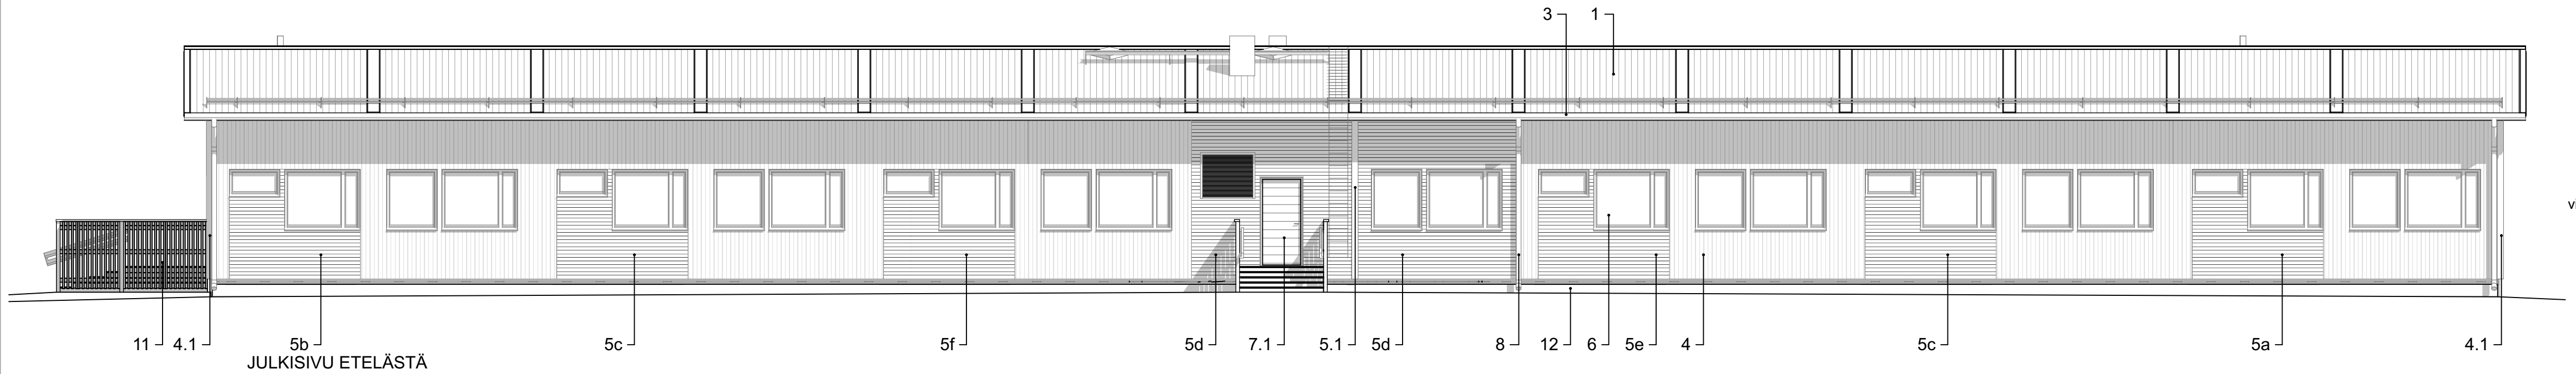 3 1
11 4.1 5b 5c 5f 5d 7.1 5.1 5d 8 12 6 5e 4 5c 5a 4.1
JULKISIVU ETELÄSTÄ